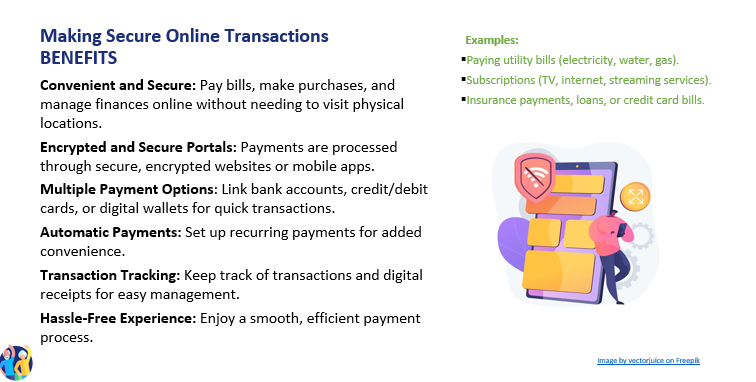 Making Secure Online Transactions
BENEFITS
Convenient and Secure: Pay bills, make purchases, and
manage finances online without needing to visit physical
locations.
Encrypted and Secure Portals: Payments are processed
through secure, encrypted websites or mobile apps.
Multiple Payment Options: Link bank accounts, credit/debit
cards, or digital wallets for quick transactions.
Automatic Payments: Set up recurring payments for added
convenience.
Transaction Tracking: Keep track of transactions and digital
receipts for easy management.
Hassle-Free Experience: Enjoy a smooth, efficient payment
process.
Examples:
▪Paying utility bills (electricity, water, gas).
▪Subscriptions (TV, internet, streaming services).
▪Insurance payments, loans, or credit card bills.
Image by vectorjuice on Freepik